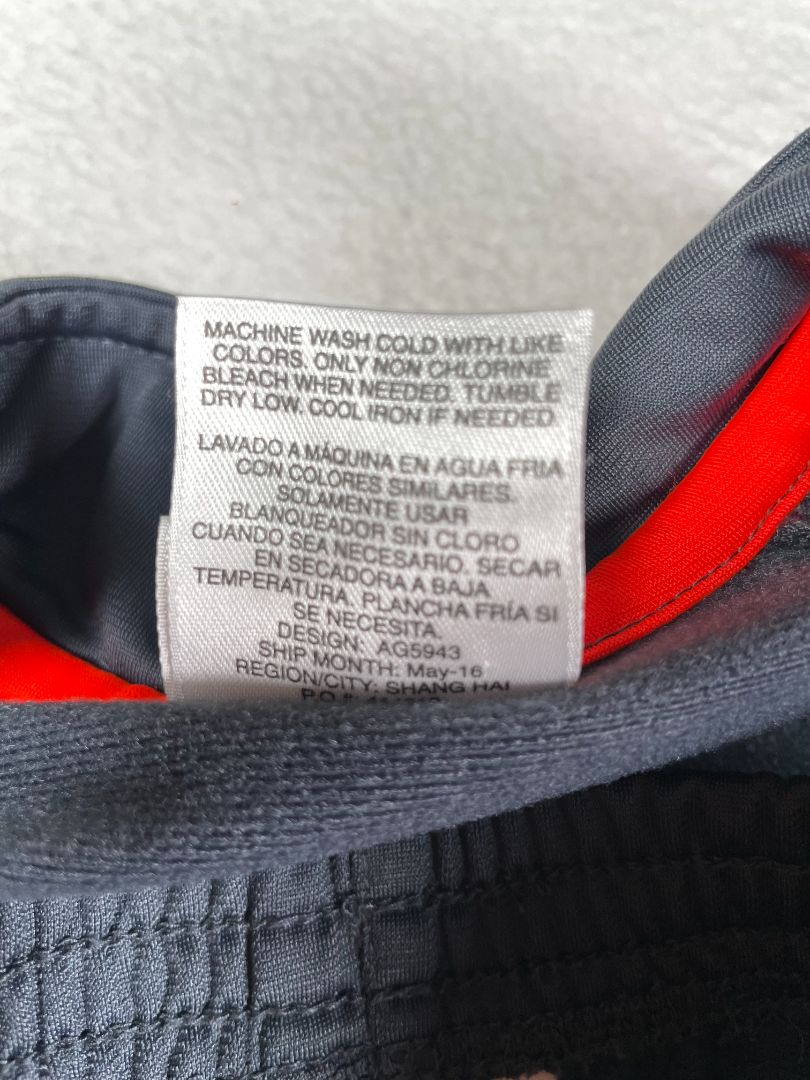 MACHINE WASH COLD WITH LIKE
COLORS. ONLY NON CHLORINE
BLEACH WHEN NEEDED. TUMBLE
DRY LOW. COOL IRON IF NEEDED
LAVADO A MÁQUINA EN AGUA FRIA
CON COLORES SIMILARES.
SOLAMENTE USAR
BLANQUEADOR SIN CLORO
CUANDO SEA NECESARIO. SECAR
EN SECADORA A BAJA
TEMPERATURA. PLANCHA FRÍA SI
SE NECESITA.
DESIGN: AG5943
SHIP MONTH: May-16
REGION/CITY: SHANG HAI
P.O #: